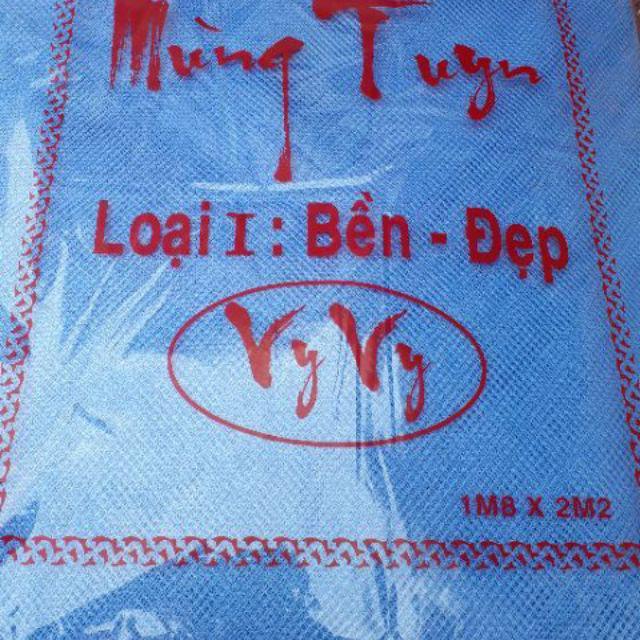 Mùng Tuyn
Loại I : Bền - Đẹp
Vy Vy
1M8 X 2M2